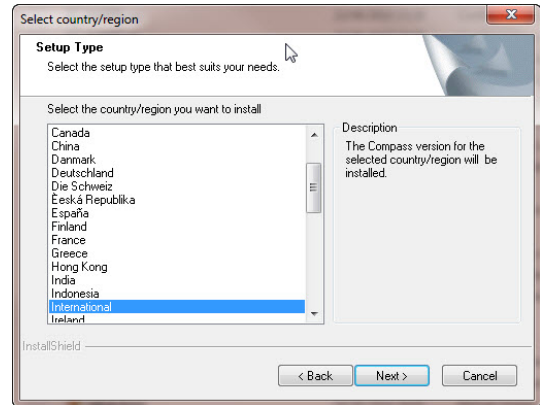 Select country/region
Setup Type
Select the setup type that best suits your needs.
Select the country/region you want to install
Canada
China
Danmark
Deutschland
Die Schweiz
Èeská Republika
España
Finland
France
Greece
Hong Kong
India
Indonesia
International
Ireland
Description
The Compass version for the
selected country/region will be
installed.
InstallShield
< Back
Next >
Cancel